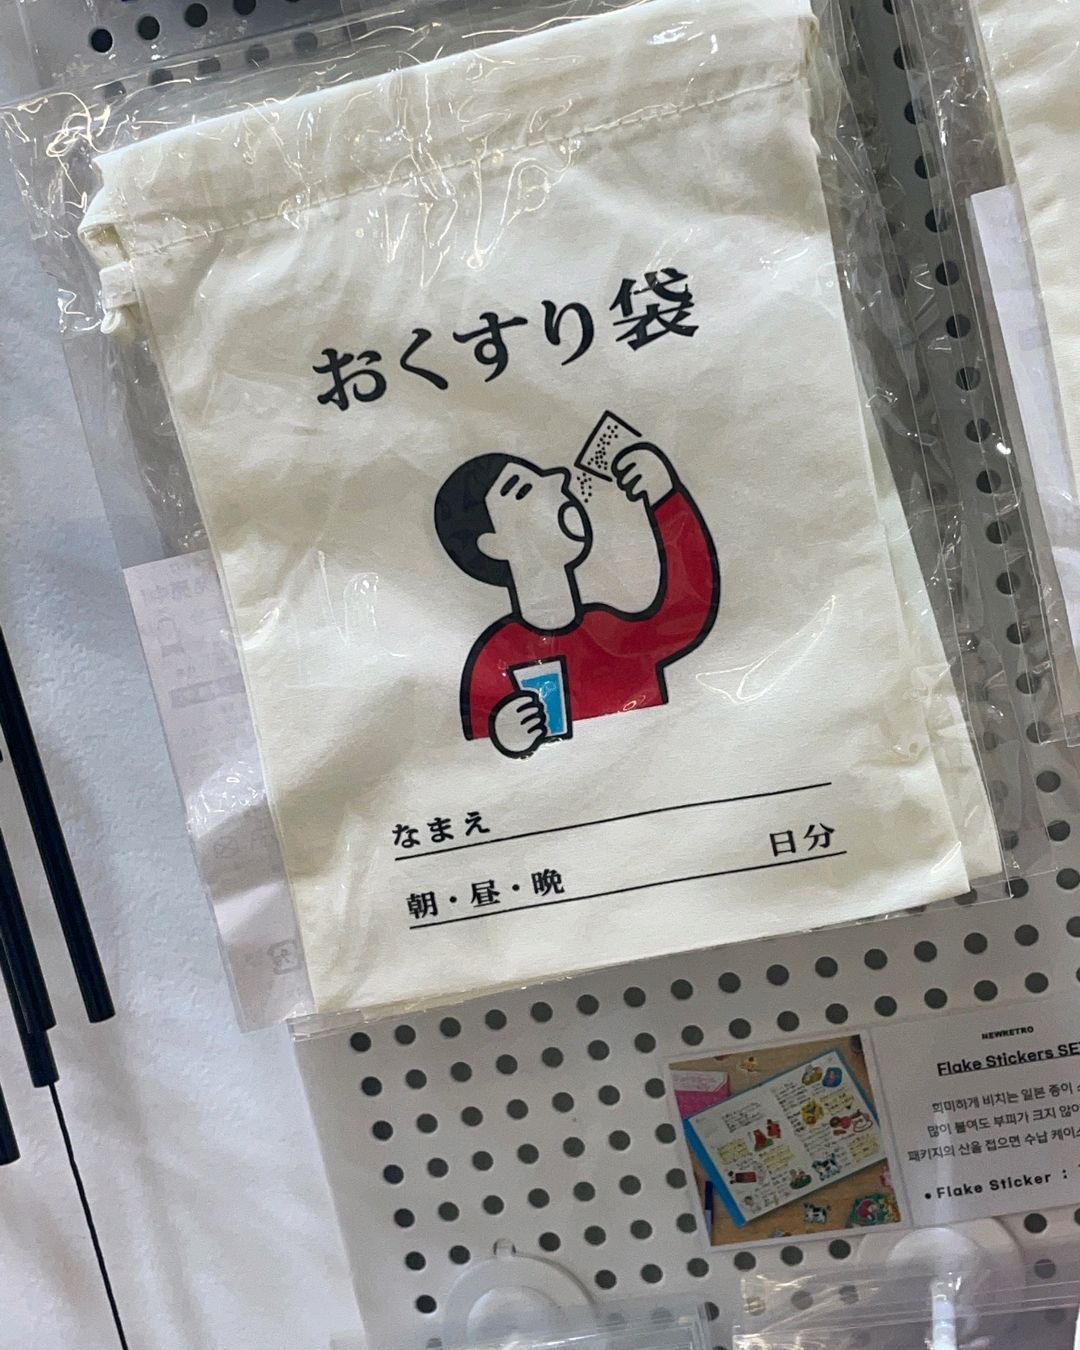 おくすり袋
なまえ
朝・昼・晩 日分
NEWRETRO
Flake Stickers SE
희미하게 비치는 일본 종이
많이 붙여도 부피가 크지 않아
패키지의 산을 접으면 수납 케이스
• Flake Sticker :